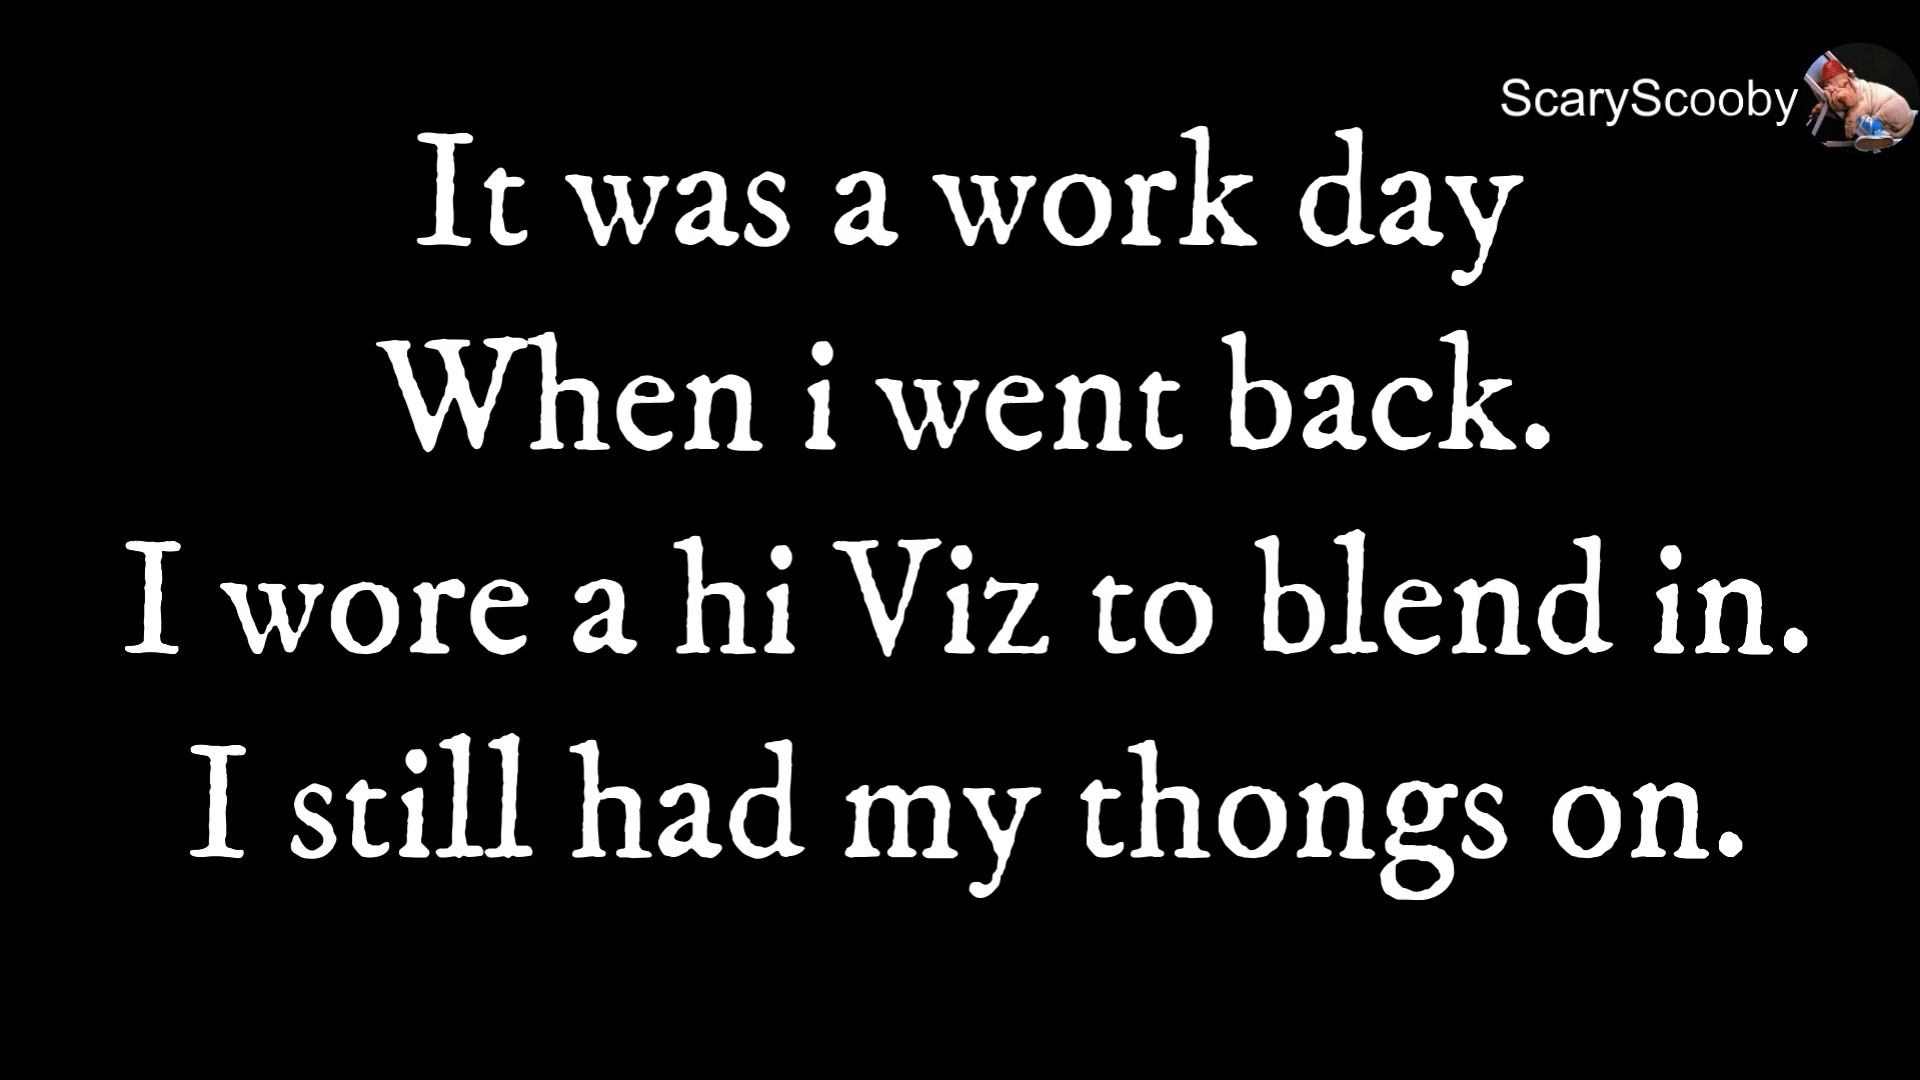 ScaryScooby
It was a work day
When i went back.
I wore a hi Viz to blend in.
I still had my thongs on.